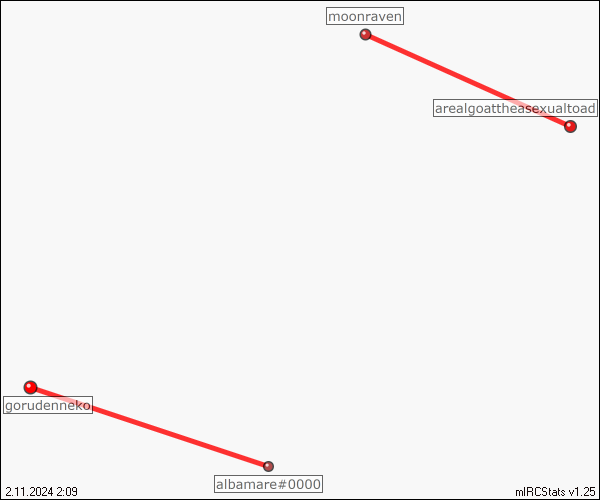 moonraven
arealgoattheasexualtoad
gorudenneko
albamare#0000
2.11.2024 2:09
mIRCStats v1.25